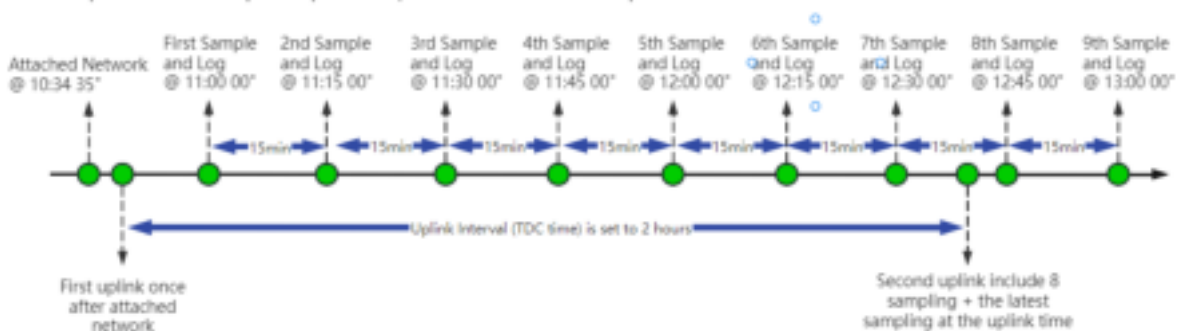 Attached Network
@ 10:34 35"
First Sample
and Log
@ 11:00 00"
2nd Sample
and Log
@ 11:15 00"
3rd Sample
and Log
@ 11:30 00"
4th Sample
and Log
@ 11:45 00"
5th Sample
and Log
@ 12:00 00"
6th Sample
and Log
@ 12:15 00"
7th Sample
and Log
@ 12:30 00"
8th Sample
and Log
@ 12:45 00"
9th Sample
and Log
@ 13:00 00"
15min
15min
15min
15min
15min
15min
15min
15min
Uplink Interval (TDC time) is set to 2 hours
First uplink once
after attached
network
Second uplink include 8
sampling + the latest
sampling at the uplink time